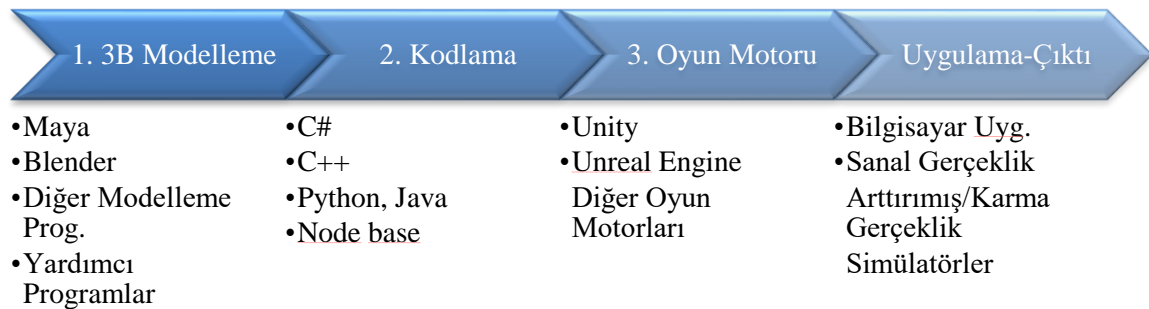 1. 3B Modelleme
•Maya
•Blender
•Diğer Modelleme
Prog.
•Yardımcı
Programlar
2. Kodlama
•C#
•C++
•Python, Java
•Node base
3. Oyun Motoru
•Unity
•Unreal Engine
Diğer Oyun
Motorları
Uygulama-Çıktı
•Bilgisayar Uyg.
•Sanal Gerçeklik
Arttırımış/Karma
Gerçeklik
Simülatörler